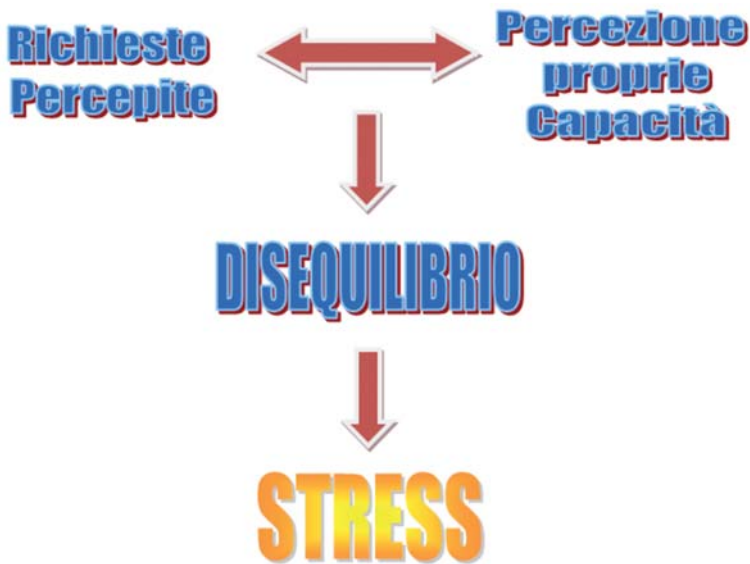 Richieste
Percepite
Percezione
proprie
Capacità
DISEQUILIBRIO
STRESS